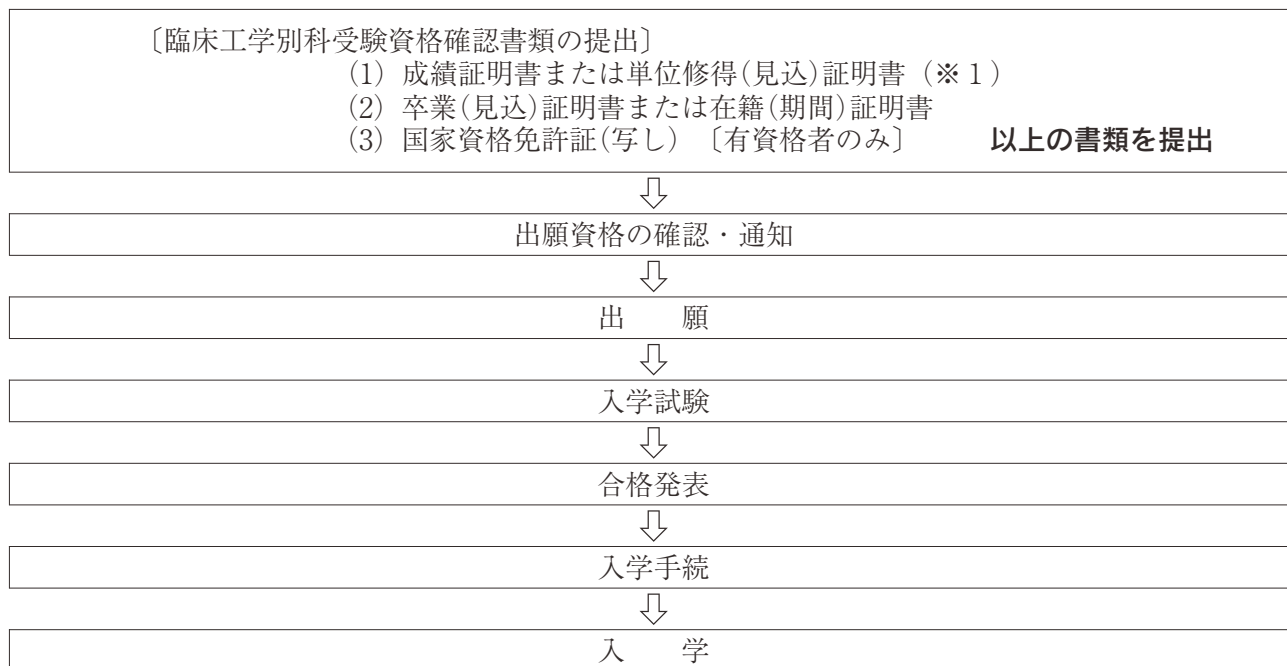 〔臨床工学別科受験資格確認書類の提出〕
(1) 成績証明書または単位修得(見込)証明書(※1)
(2) 卒業(見込)証明書または在籍(期間)証明書
(3) 国家資格免許証(写し)〔有資格者のみ〕 以上の書類を提出
出願資格の確認・通知
出 願
入学試験
合格発表
入学手続
入 学